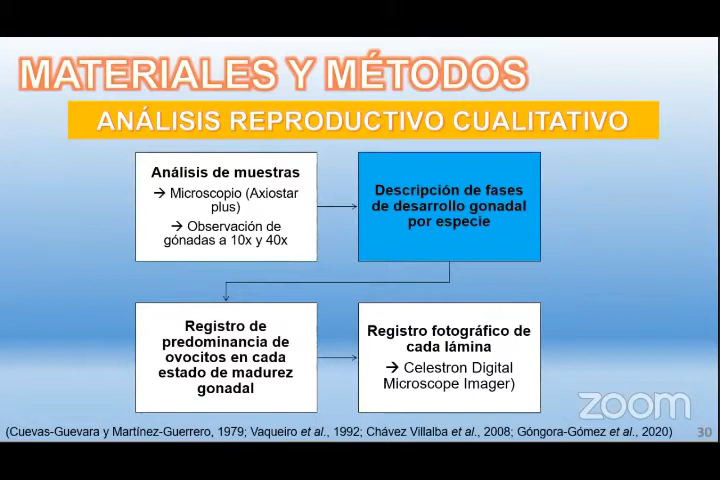 MATERIALES Y MÉTODOS
ANÁLISIS REPRODUCTIVO CUALITATIVO
Análisis de muestras
→ Microscopio (Axiostar
plus)
→ Observación de
gónadas a 10x y 40x
Descripción de fases
de desarrollo gonadal
por especie
Registro de
predominancia de
ovocitos en cada
estado de madurez
gonadal
Registro fotográfico de
cada lámina
→ Celestron Digital
Microscope Imager)
zoom
(Cuevas-Guevara y Martínez-Guerrero, 1979; Vaqueiro et al., 1992; Chávez Villalba et al., 2008; Góngora-Gómez et al., 2020)
30